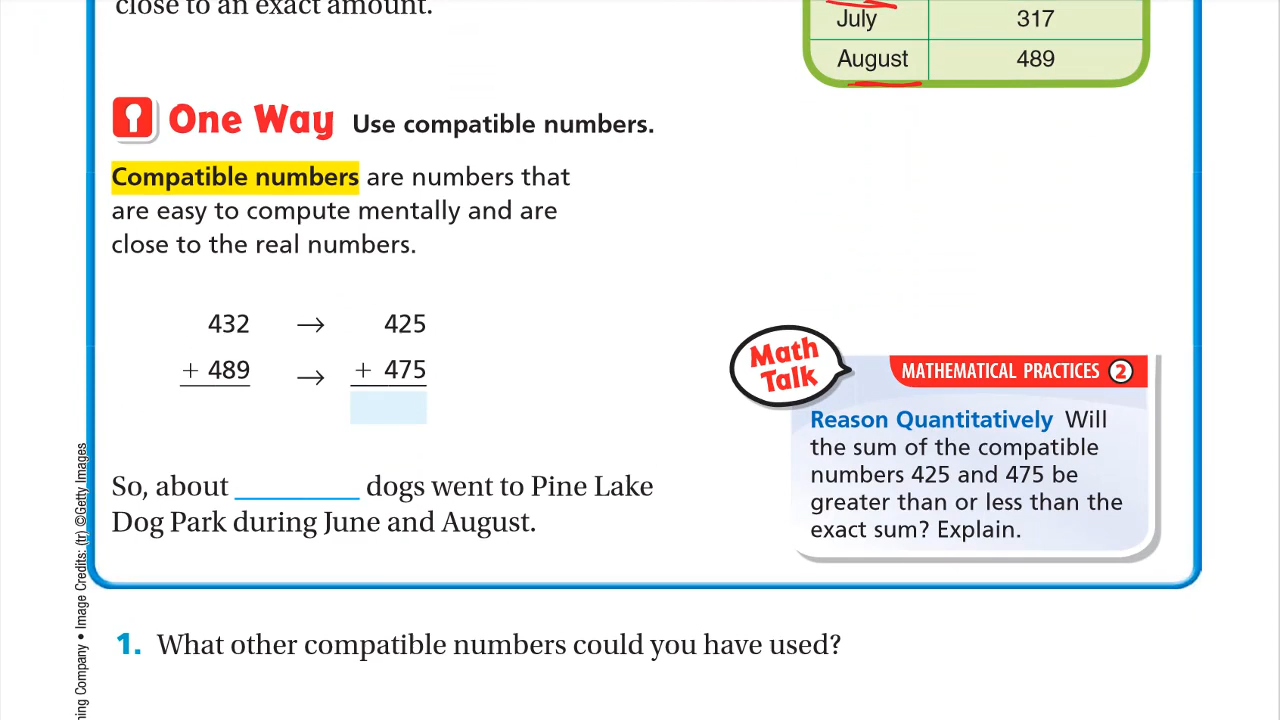 close to an exact amount.
July 317
August 489
One Way Use compatible numbers.
Compatible numbers are numbers that
are easy to compute mentally and are
close to the real numbers.
432 → 425
+ 489 → + 475
So, about ________ dogs went to Pine Lake
Dog Park during June and August.
Math
Talk
MATHEMATICAL PRACTICES 2
Reason Quantitatively Will
the sum of the compatible
numbers 425 and 475 be
greater than or less than the
exact sum? Explain.
ning Company • Image Credits: (tr) ©Getty Images
1. What other compatible numbers could you have used?